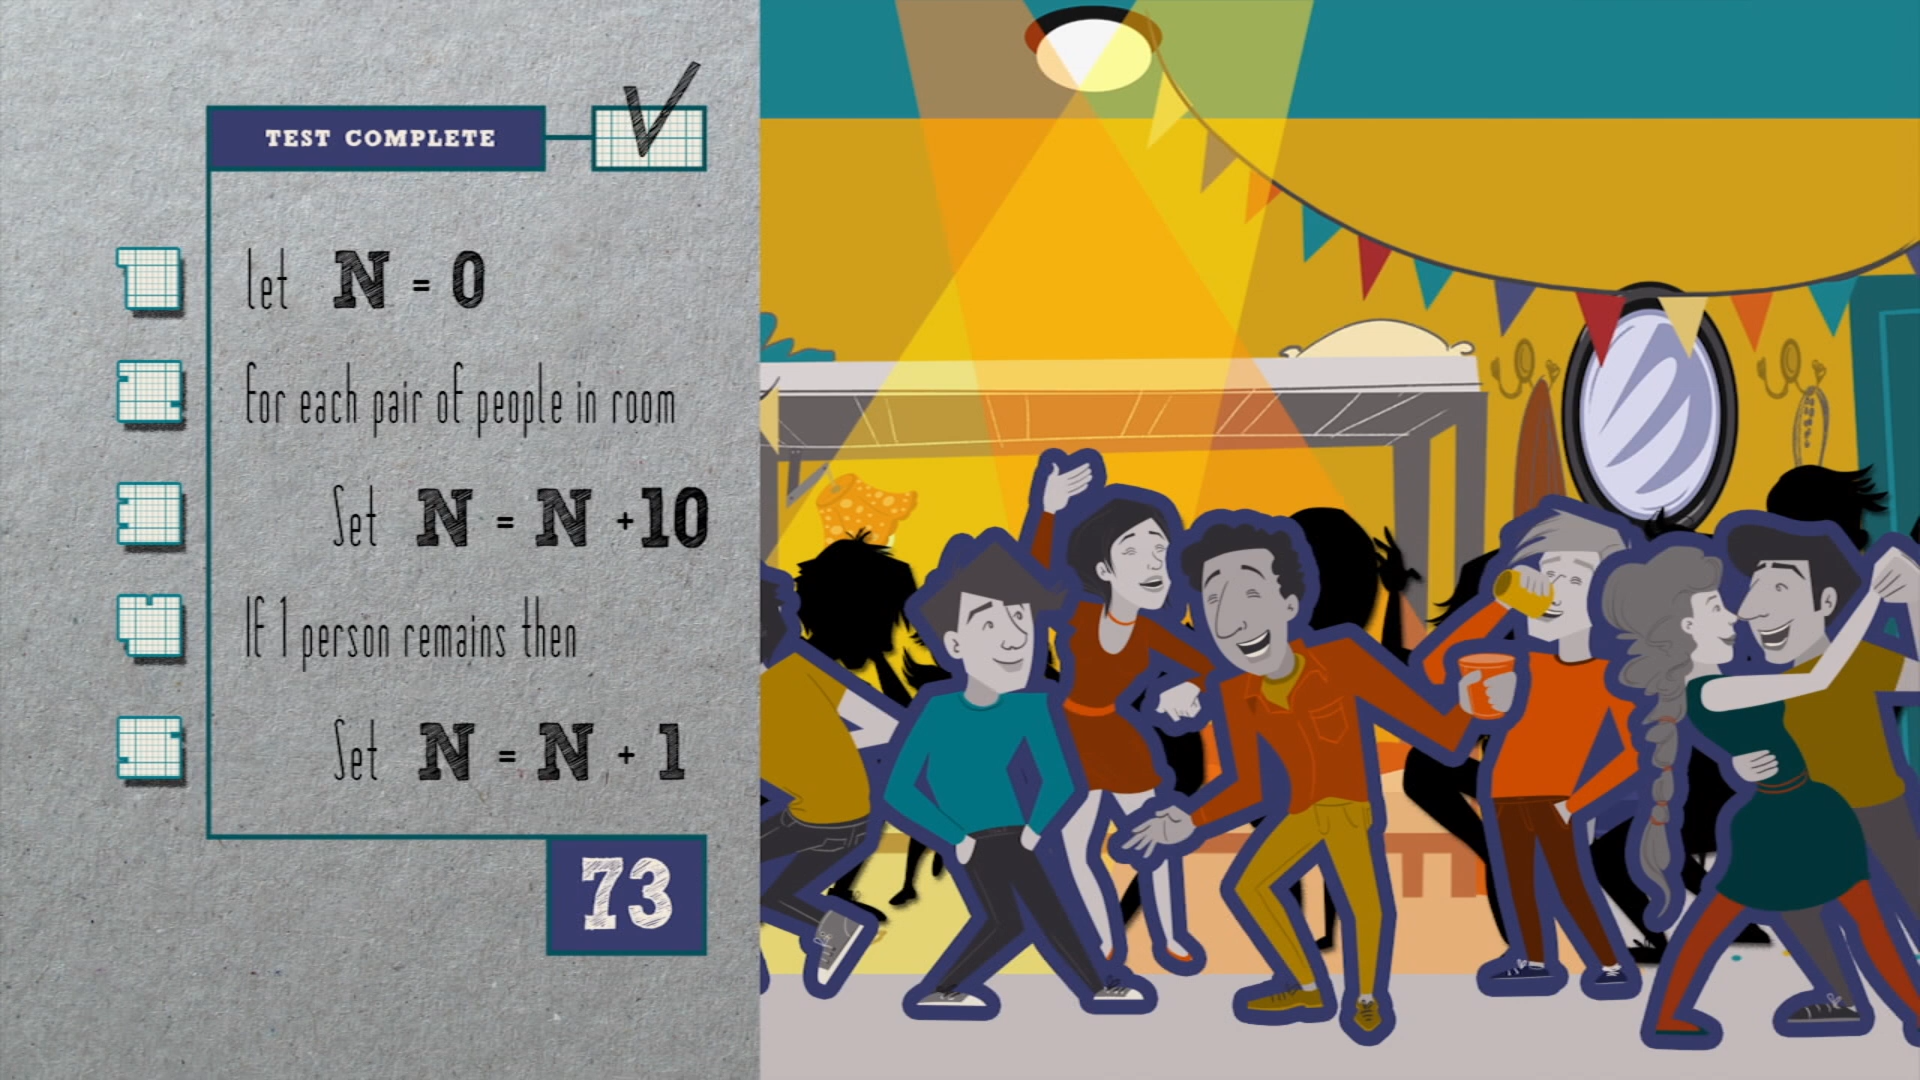 TEST COMPLETE
let N = 0
For each pair of people in room
Set N = N + 10
If 1 person remains then
Set N = N + 1
73